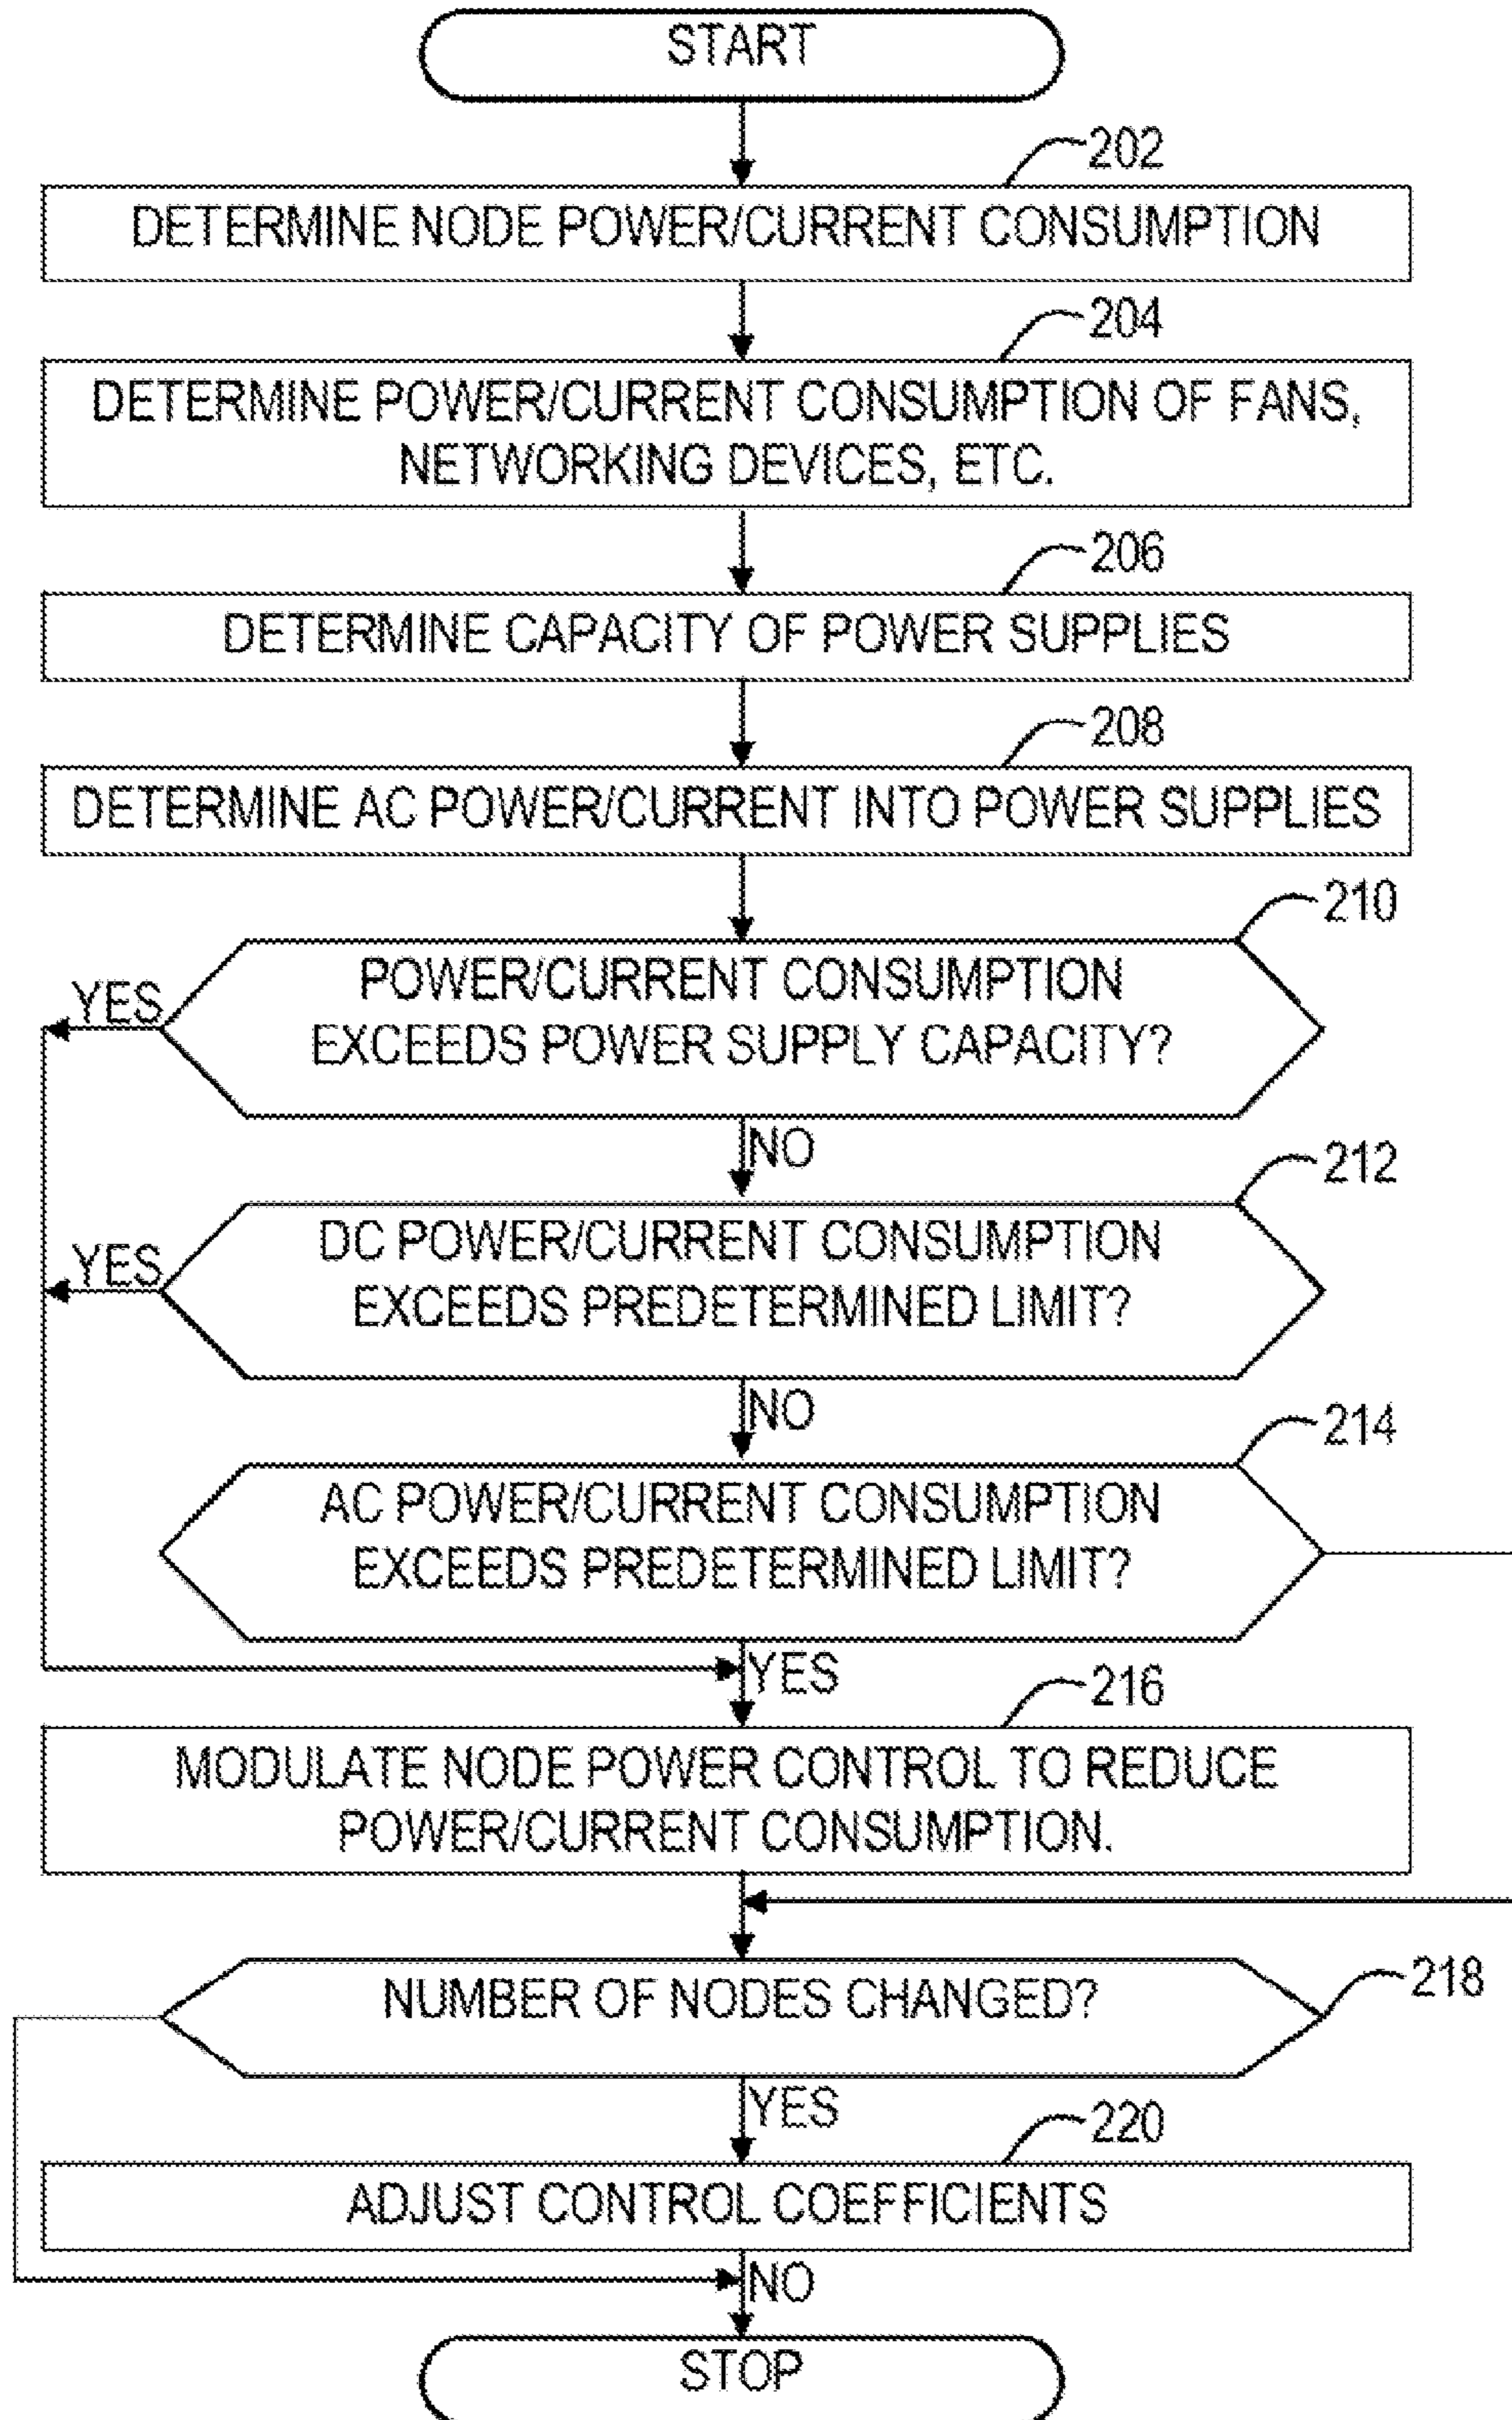 START
202
DETERMINE NODE POWER/CURRENT CONSUMPTION
204
DETERMINE POWER/CURRENT CONSUMPTION OF FANS,
NETWORKING DEVICES, ETC.
206
DETERMINE CAPACITY OF POWER SUPPLIES
208
DETERMINE AC POWER/CURRENT INTO POWER SUPPLIES
210
POWER/CURRENT CONSUMPTION
EXCEEDS POWER SUPPLY CAPACITY?
YES
NO
212
DC POWER/CURRENT CONSUMPTION
EXCEEDS PREDETERMINED LIMIT?
YES
NO
214
AC POWER/CURRENT CONSUMPTION
EXCEEDS PREDETERMINED LIMIT?
YES
216
MODULATE NODE POWER CONTROL TO REDUCE
POWER/CURRENT CONSUMPTION.
218
NUMBER OF NODES CHANGED?
YES
220
ADJUST CONTROL COEFFICIENTS
NO
STOP